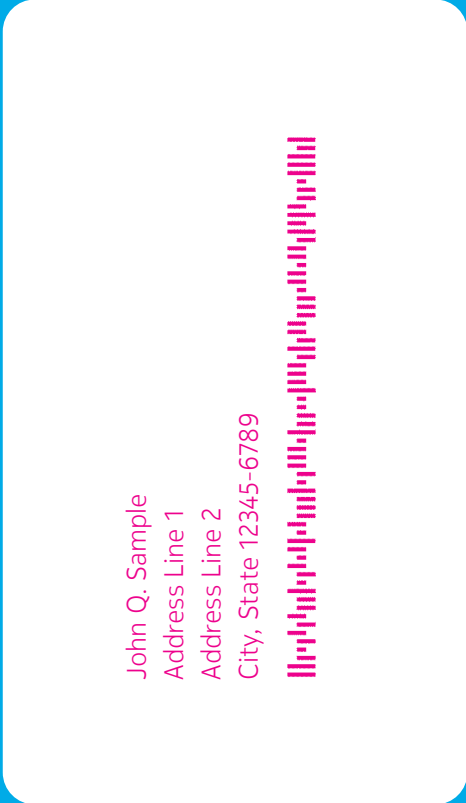 John Q. Sample
Address Line 1
Address Line 2
City, State 12345-6789